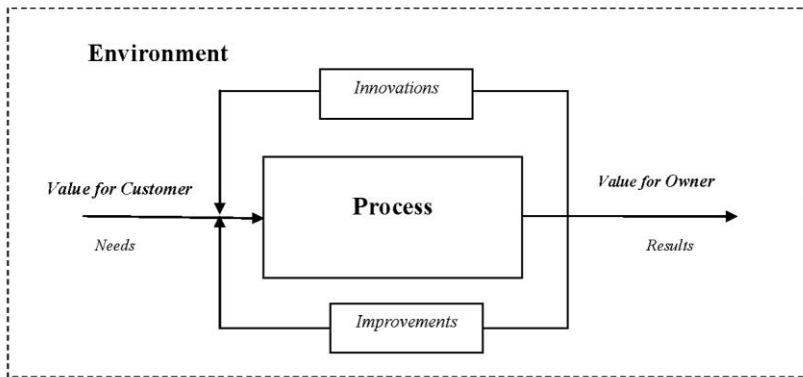 Environment
Innovations
Value for Customer
Process
Value for Owner
Needs
Results
Improvements